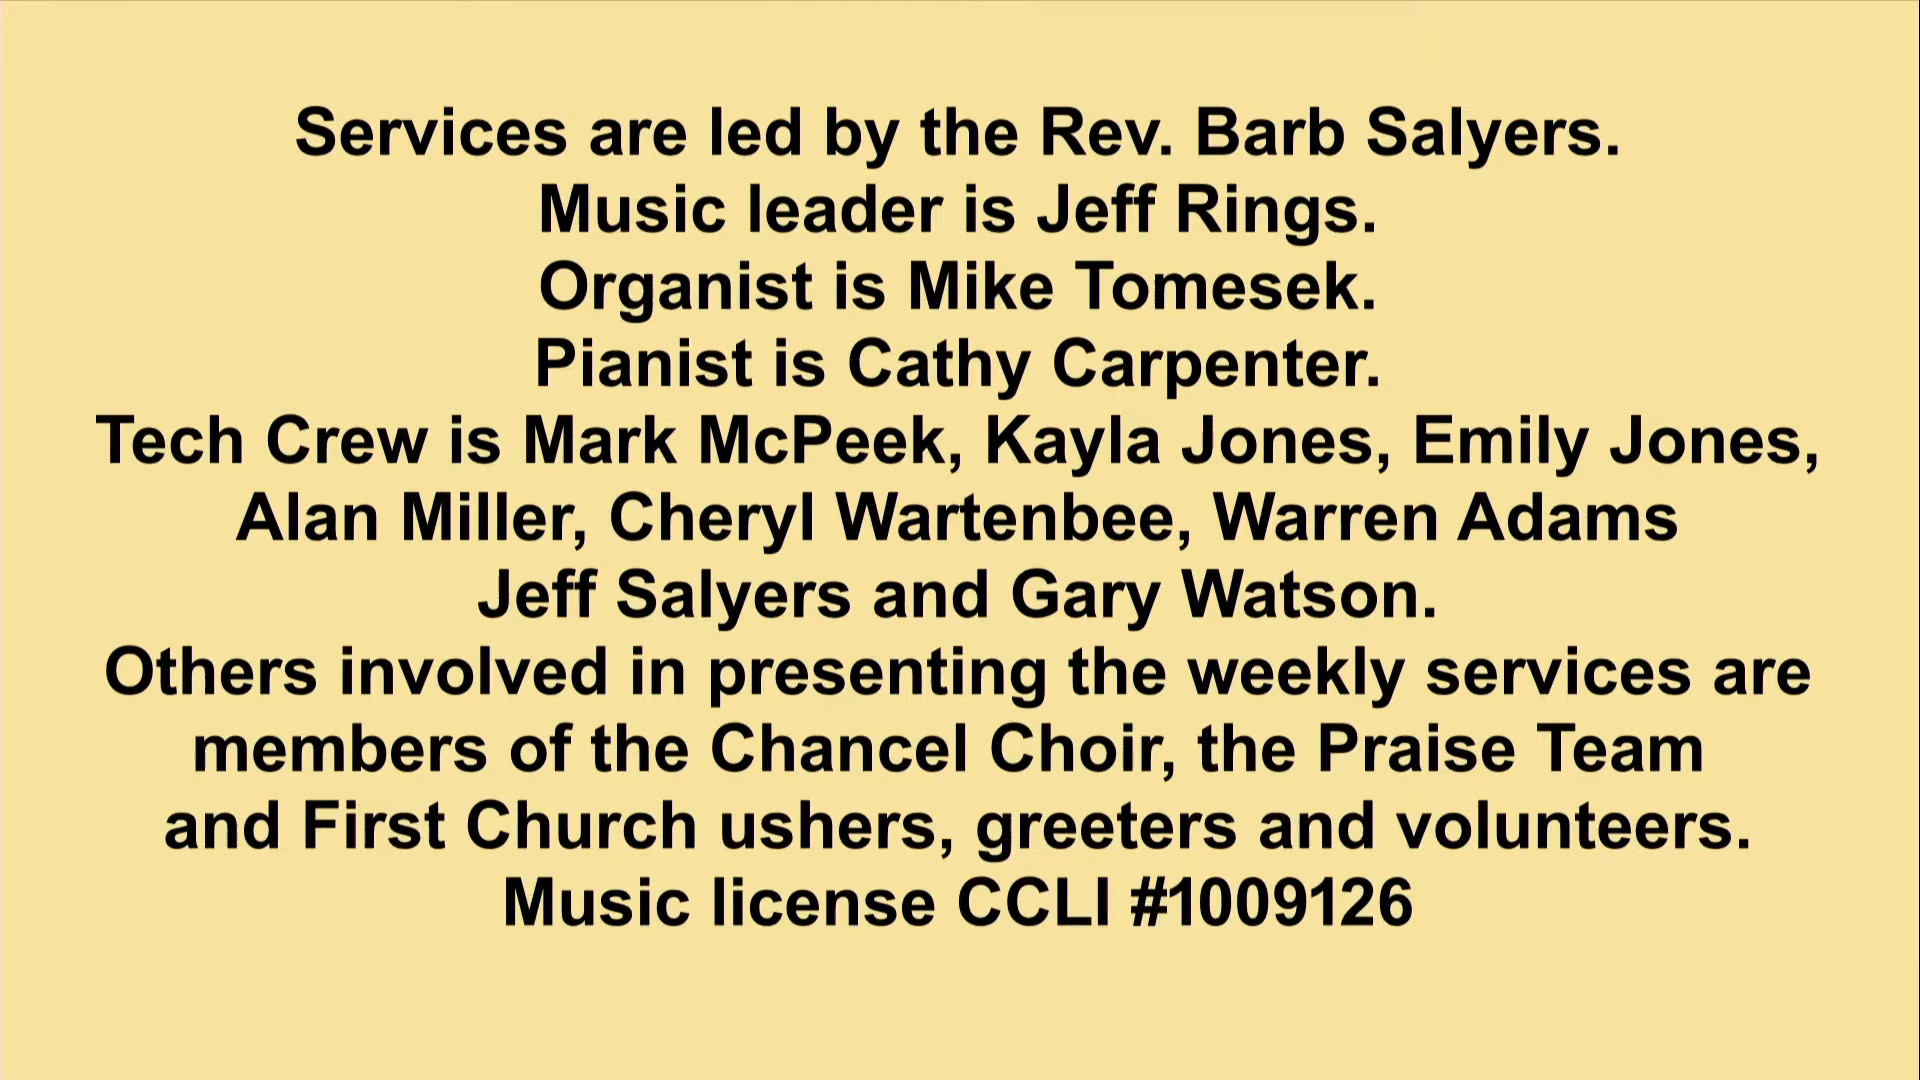 Services are led by the Rev. Barb Salyers.
Music leader is Jeff Rings.
Organist is Mike Tomesek.
Pianist is Cathy Carpenter.
Tech Crew is Mark McPeek, Kayla Jones, Emily Jones,
Alan Miller, Cheryl Wartenbee, Warren Adams
Jeff Salyers and Gary Watson.
Others involved in presenting the weekly services are
members of the Chancel Choir, the Praise Team
and First Church ushers, greeters and volunteers.
Music license CCLI #1009126